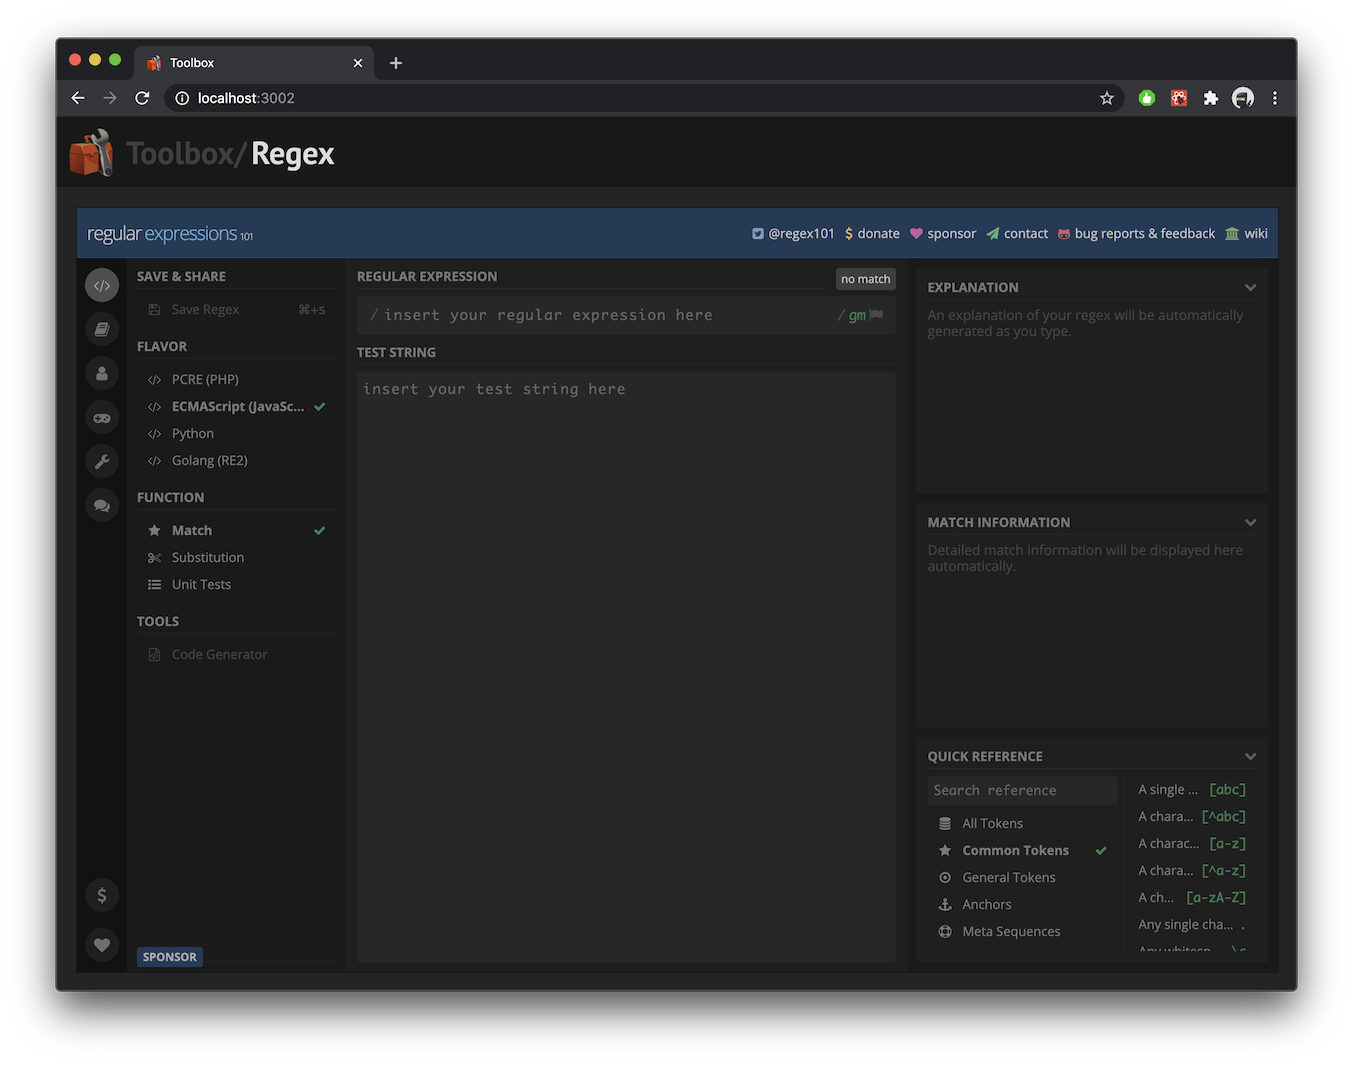 Toolbox
localhost:3002
Toolbox/ Regex
regular expressions 101
@regex101
donate
sponsor
contact
bug reports & feedback
wiki
SAVE & SHARE
Save Regex ⌘+S
FLAVOR
PCRE (PHP)
ECMAScript (JavaSc...
Python
Golang (RE2)
FUNCTION
Match
Substitution
Unit Tests
TOOLS
Code Generator
SPONSOR
REGULAR EXPRESSION
no match
/ insert your regular expression here / gm
TEST STRING
insert your test string here
EXPLANATION
An explanation of your regex will be automatically
generated as you type.
MATCH INFORMATION
Detailed match information will be displayed here
automatically.
QUICK REFERENCE
Search reference
All Tokens
Common Tokens
General Tokens
Anchors
Meta Sequences
A single ... [abc]
A chara... [^abc]
A charac... [a-z]
A chara... [^a-z]
A ch... [a-zA-Z]
Any single cha... .
Any whitesp... \s